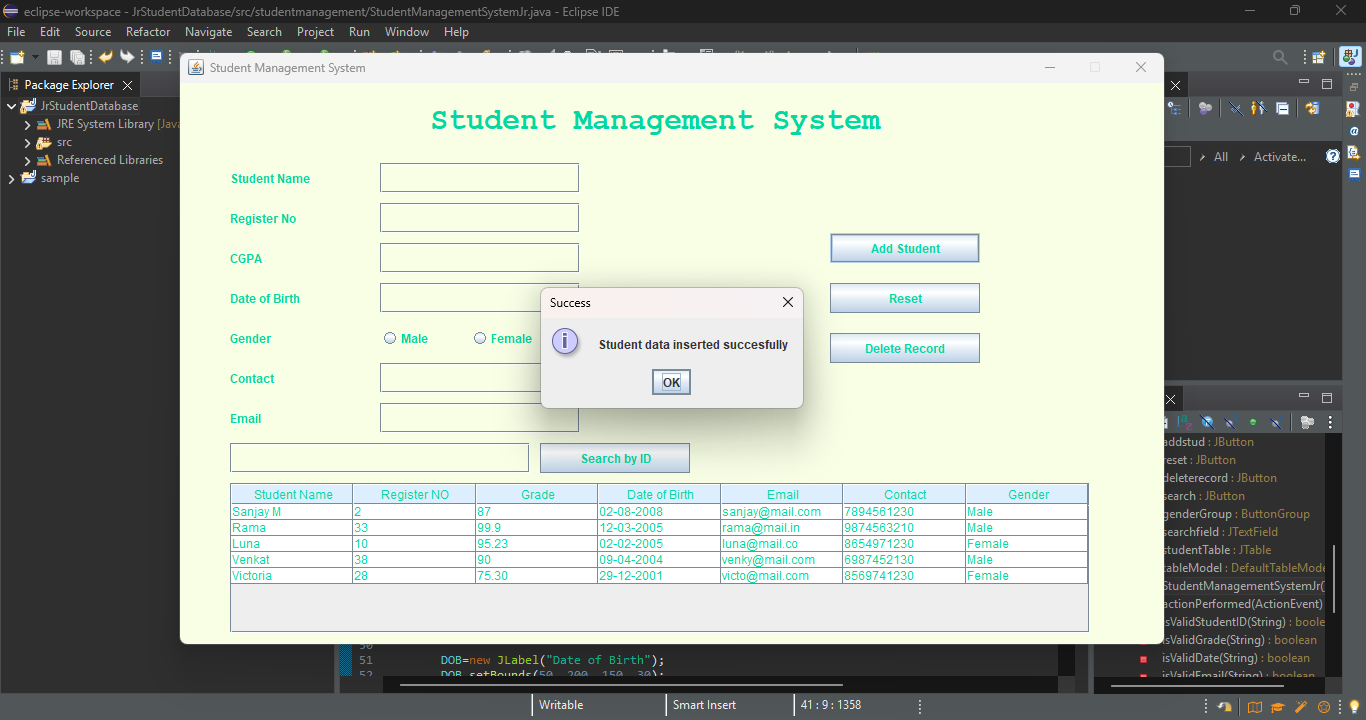 eclipse-workspace - JrStudentDatabase/src/studentmanagement/StudentManagementSystemJr.java - Eclipse IDE
File Edit Source Refactor Navigate Search Project Run Window Help
Student Management System
Package Explorer
JrStudentDatabase
JRE System Library [Java
src
Referenced Libraries
sample
Student Management System
Student Name
Register No
CGPA
Date of Birth
Gender Male Female
Contact
Email
Add Student
Reset
Delete Record
Success
Student data inserted succesfully
OK
Search by ID
Student Name Register NO Grade Date of Birth Email Contact Gender
Sanjay M 2 87 02-08-2008 sanjay@mail.com 7894561230 Male
Rama 33 99.9 12-03-2005 rama@mail.in 9874563210 Male
Luna 10 95.23 02-02-2005 luna@mail.co 8654971230 Female
Venkat 38 90 09-04-2004 venky@mail.com 6987452130 Male
Victoria 28 75.30 29-12-2001 victo@mail.com 8569741230 Female
All Activate...
addstud : JButton
reset : JButton
deleterecord : JButton
search : JButton
genderGroup : ButtonGroup
searchfield : JTextField
studentTable : JTable
tableModel : DefaultTableMode
StudentManagementSystemJr(
actionPerformed(ActionEvent)
isValidStudentID(String) : boole
isValidGrade(String) : boolean
isValidDate(String) : boolean
isValidEmail(String) : boolean
50
51 DOB=new JLabel("Date of Birth");
52 DOB.setBounds(50, 200, 150, 30);
Writable Smart Insert 41 : 9 : 1358